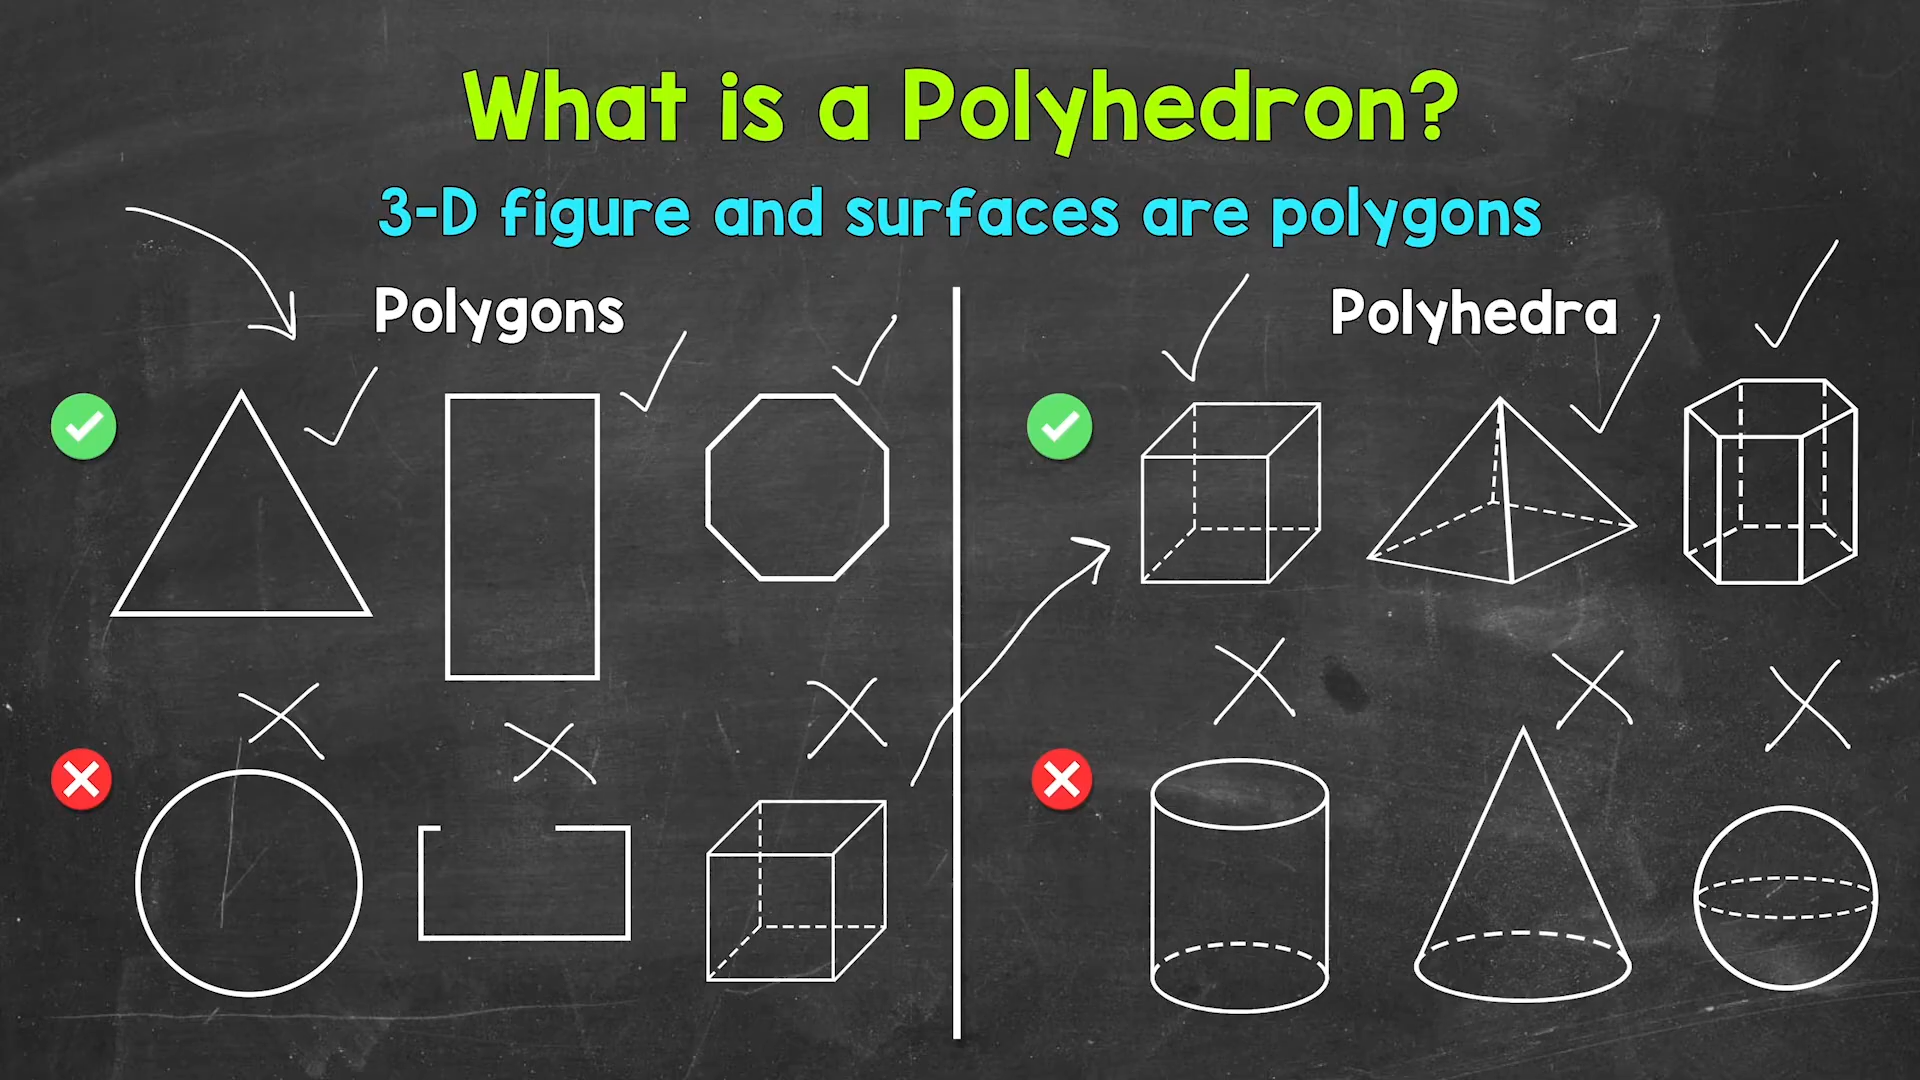 What is a Polyhedron?
3-D figure and surfaces are polygons
Polygons
Polyhedra